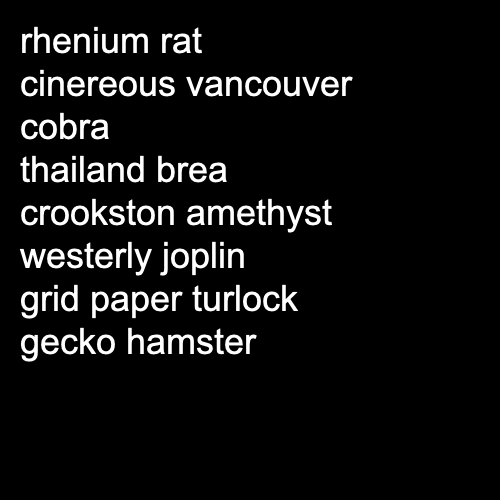 rhenium rat
cinereous vancouver
cobra
thailand brea
crookston amethyst
westerly joplin
grid paper turlock
gecko hamster